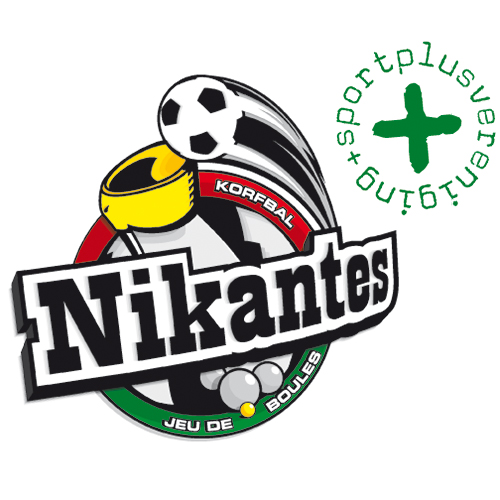 sportplusvereniging+
KORFBAL
Nikantes
JEU DE BOULES